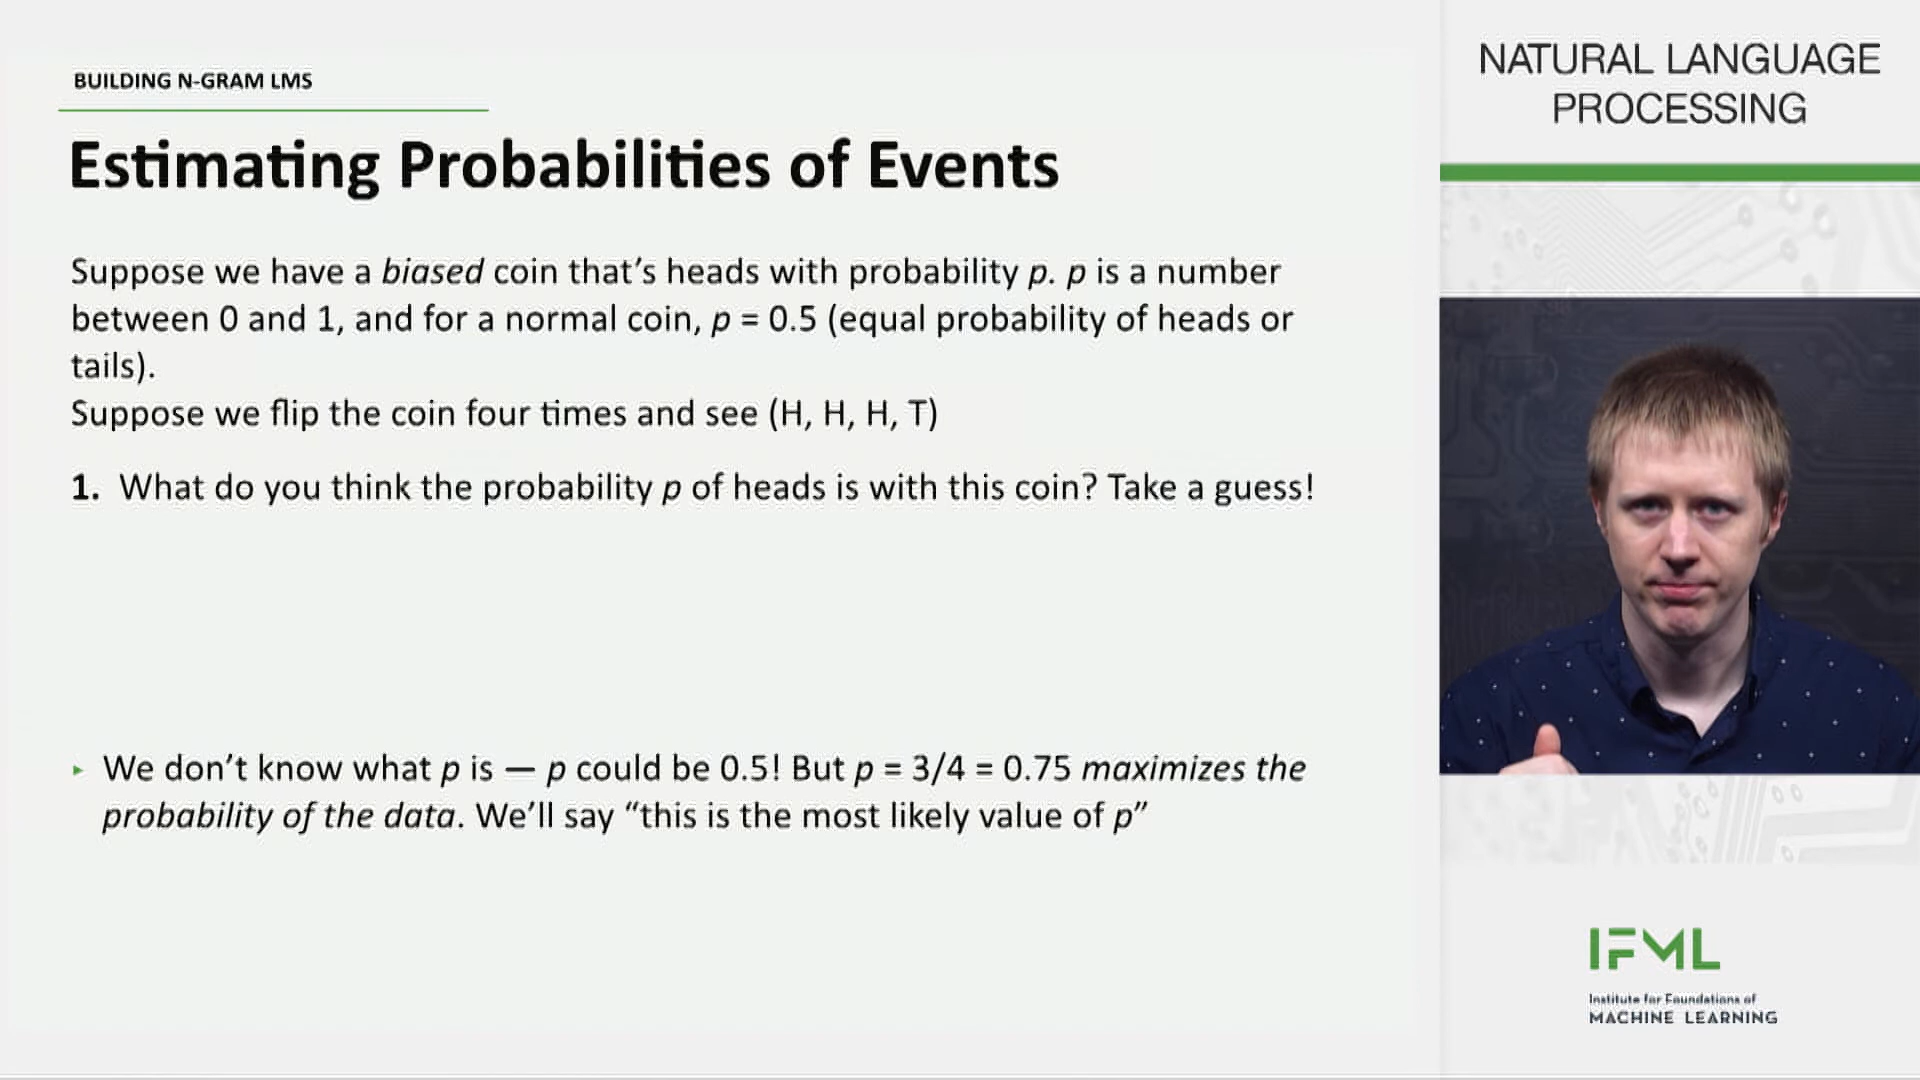 BUILDING N-GRAM LMS
Estimating Probabilities of Events
Suppose we have a biased coin that's heads with probability p. p is a number
between 0 and 1, and for a normal coin, p = 0.5 (equal probability of heads or
tails).
Suppose we flip the coin four times and see (H, H, H, T)
1. What do you think the probability p of heads is with this coin? Take a guess!
▸ We don't know what p is — p could be 0.5! But p = 3/4 = 0.75 maximizes the
probability of the data. We'll say “this is the most likely value of p”
NATURAL LANGUAGE
PROCESSING
IFML
Institute for Foundations of
MACHINE LEARNING